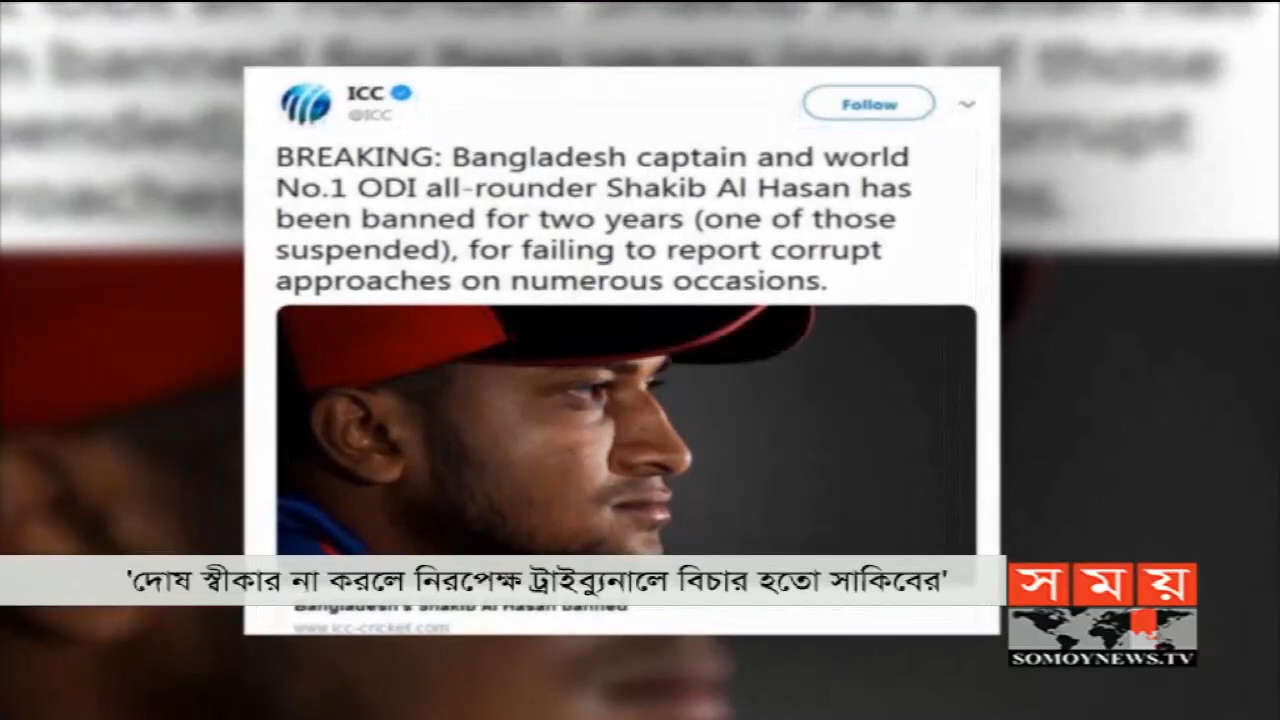 ICC
@ICC
Follow
BREAKING: Bangladesh captain and world
No.1 ODI all-rounder Shakib Al Hasan has
been banned for two years (one of those
suspended), for failing to report corrupt
approaches on numerous occasions.
'দোষ স্বীকার না করলে নিরপেক্ষ ট্রাইব্যুনালে বিচার হতো সাকিবের'
Bangladesh's Shakib Al Hasan banned
www.icc-cricket.com
সময়
SOMOYNEWS.TV